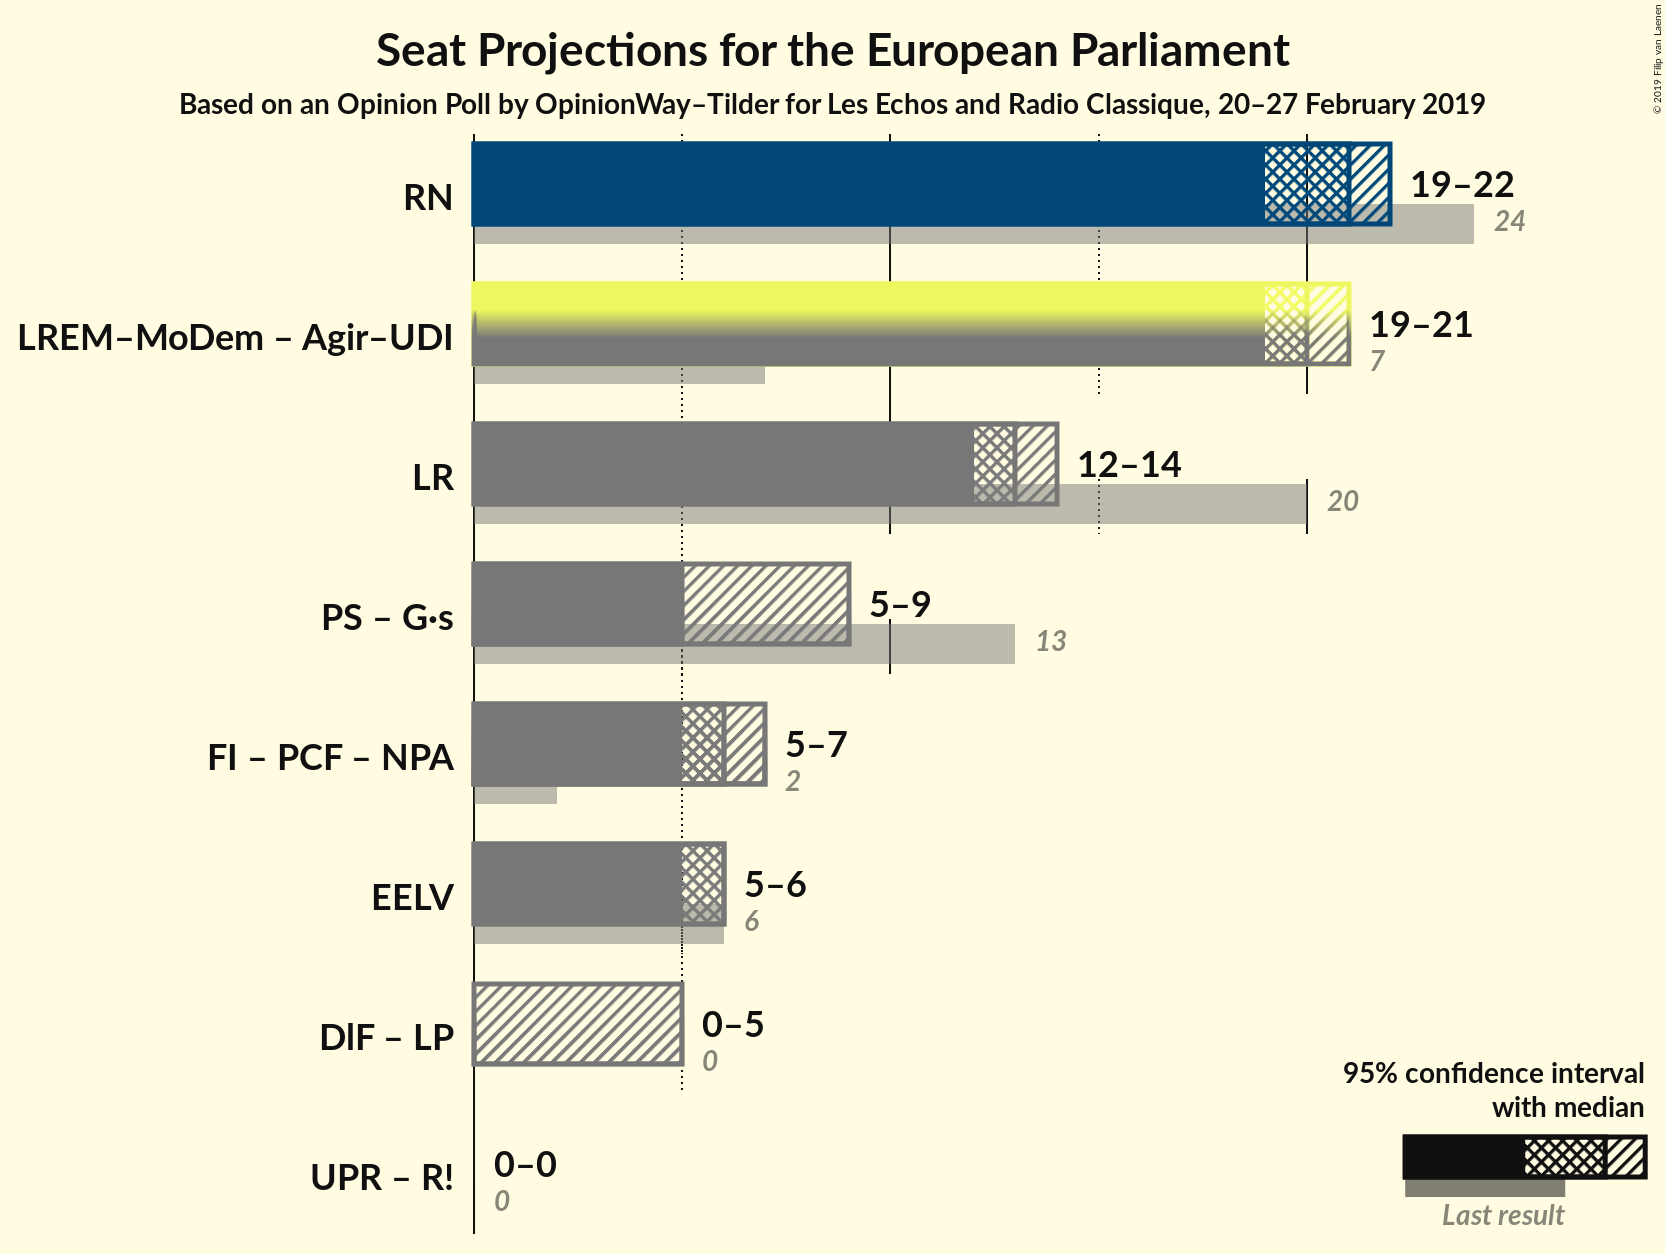 Seat Projections for the European Parliament
Based on an Opinion Poll by OpinionWay–Tilder for Les Echos and Radio Classique, 20–27 February 2019
© 2019 Filip van Laenen
RN
19–22
24
LREM–MoDem – Agir–UDI
19–21
7
LR
12–14
20
PS – G·s
5–9
13
FI – PCF – NPA
5–7
2
EELV
5–6
6
DlF – LP
0–5
0
UPR – R!
0–0
0
95% confidence interval
with median
Last result